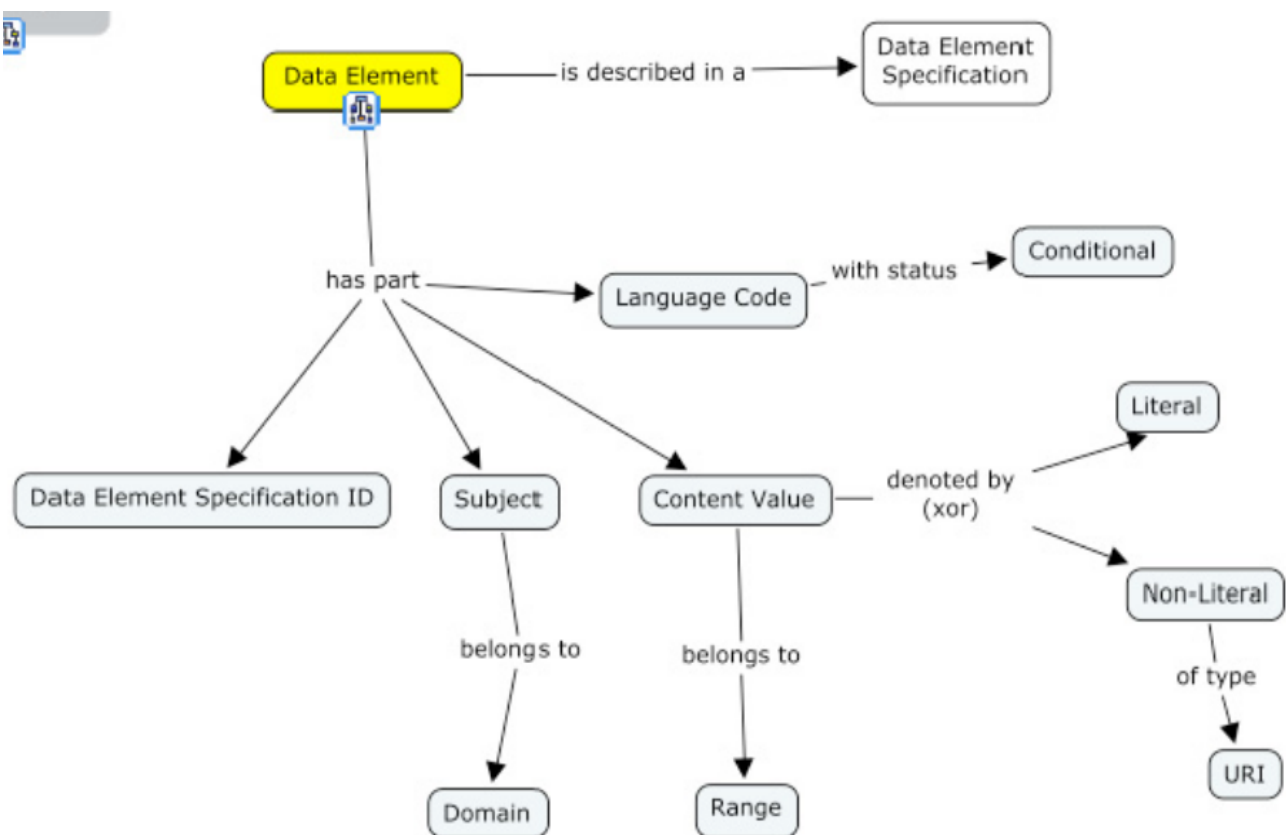 Data Element
is described in a
Data Element
Specification
Conditional
with status
has part
Language Code
Literal
denoted by
(xor)
Data Element Specification ID
Subject
Content Value
Non-Literal
belongs to
belongs to
of type
URI
Domain
Range